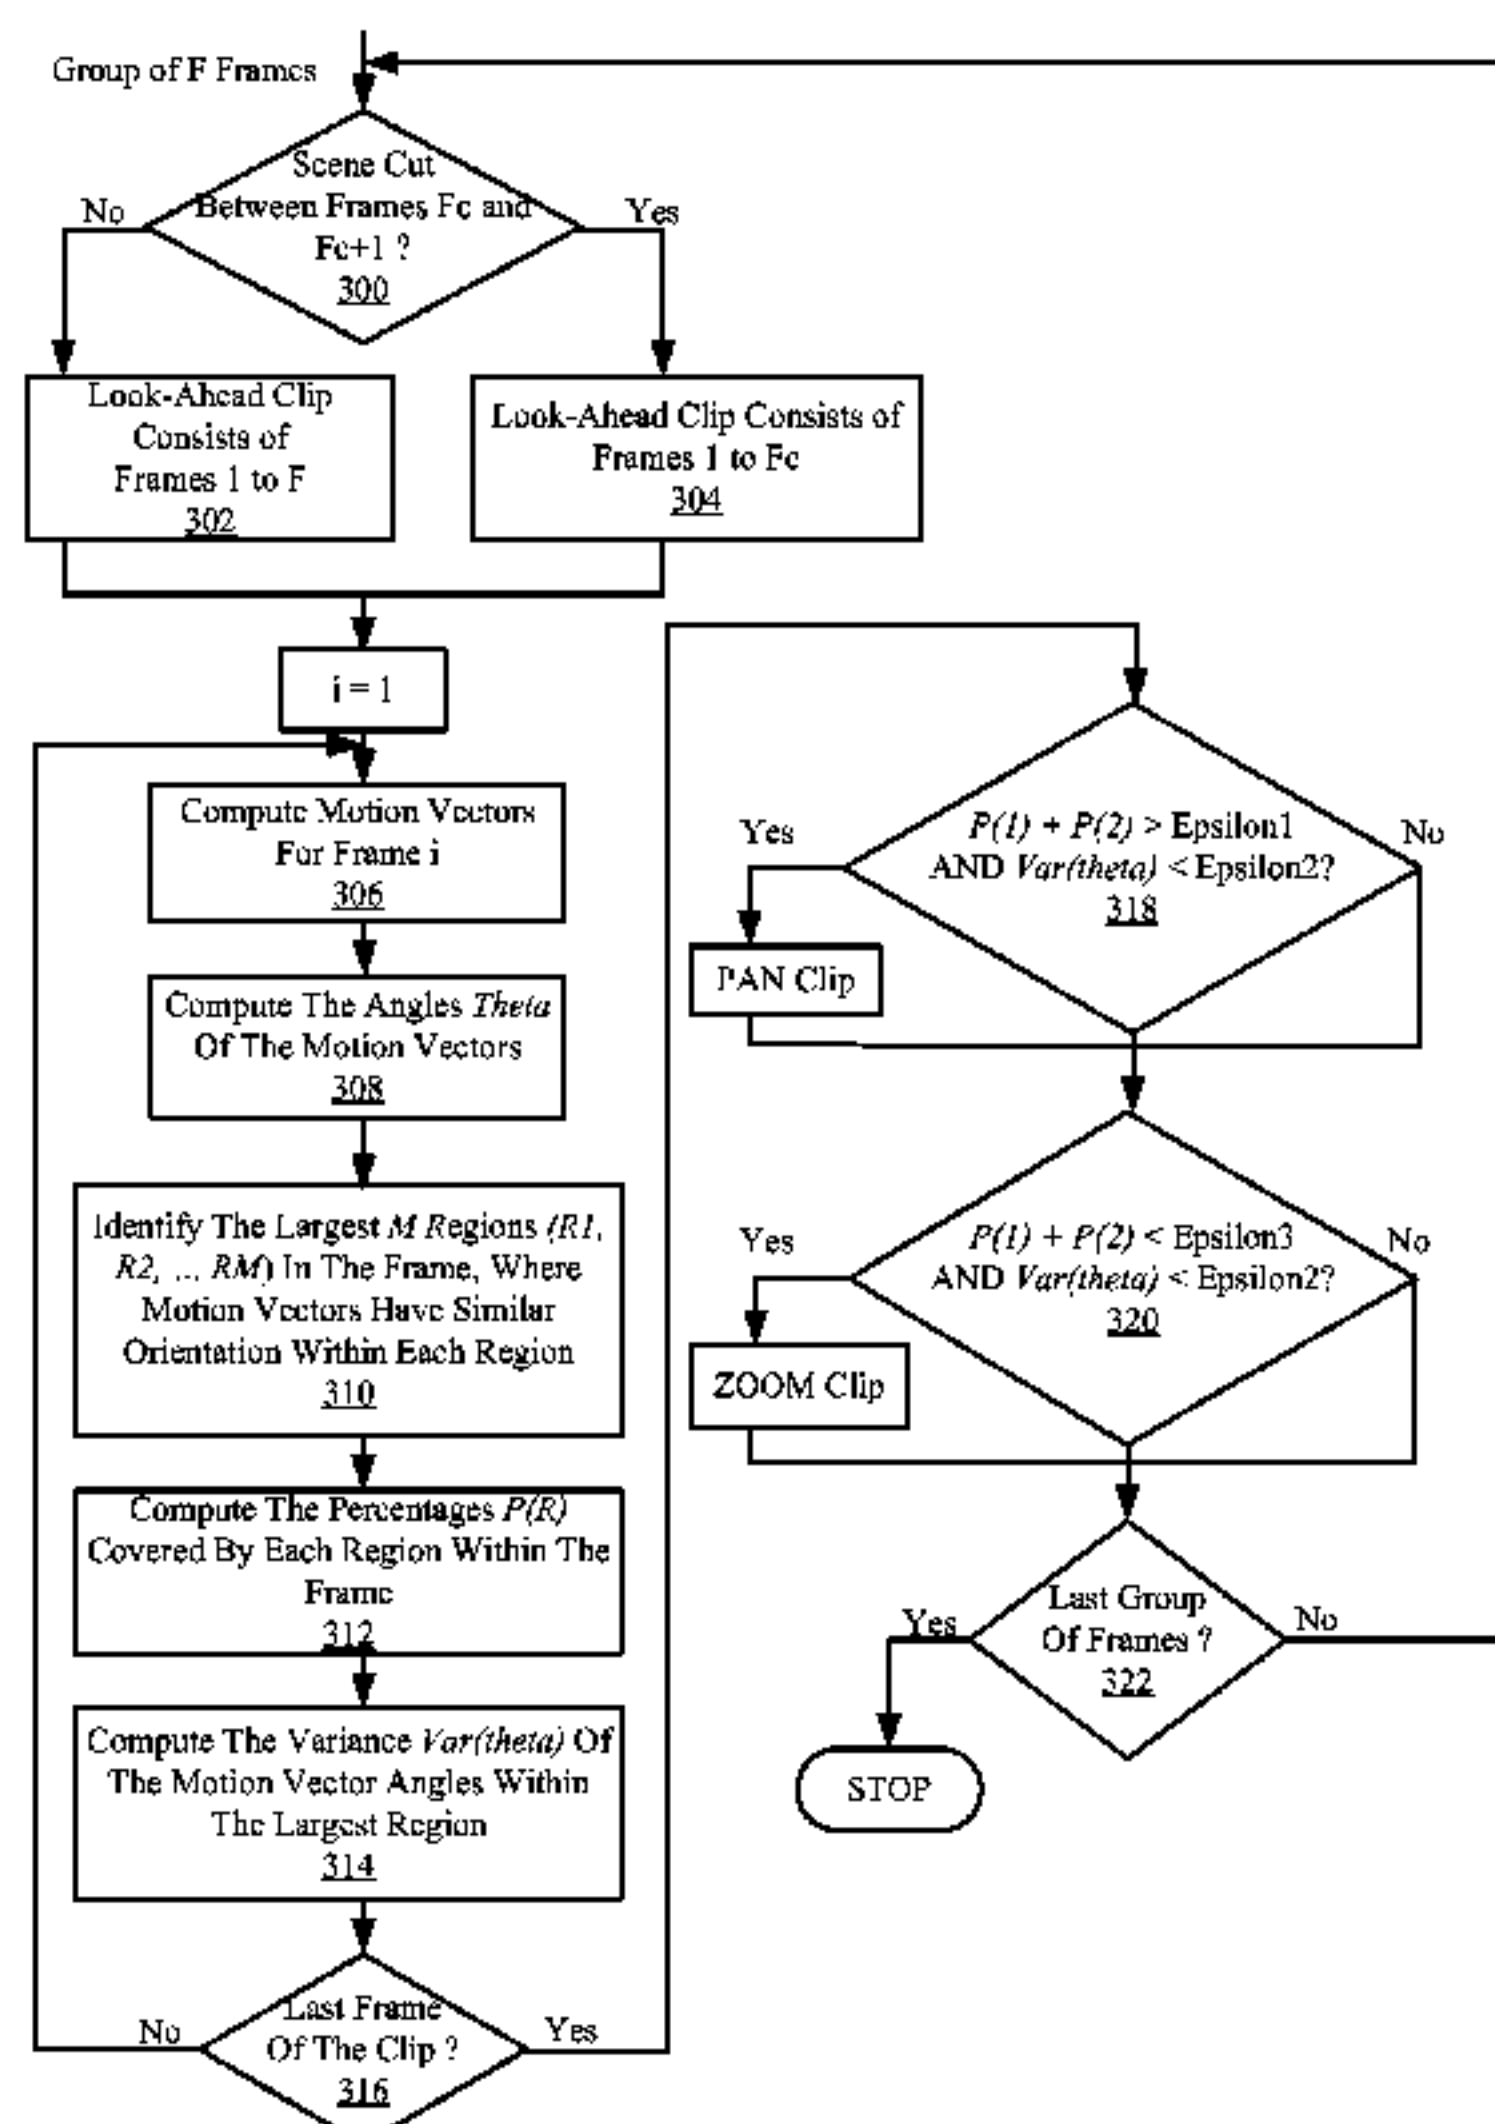 Group of F Frames
Scene Cut
Between Frames Fc and
Fc+1 ?
300
No
Yes
Look-Ahead Clip
Consists of
Frames 1 to F
302
Look-Ahead Clip Consists of
Frames 1 to Fc
304
i = 1
Compute Motion Vectors
For Frame i
306
Compute The Angles Theta
Of The Motion Vectors
308
Identify The Largest M Regions (R1,
R2, ... RM) In The Frame, Where
Motion Vectors Have Similar
Orientation Within Each Region
310
Compute The Percentages P(R)
Covered By Each Region Within The
Frame
312
Compute The Variance Var(theta) Of
The Motion Vector Angles Within
The Largest Region
314
Last Frame
Of The Clip ?
316
No
Yes
P(1) + P(2) > Epsilon1
AND Var(theta) < Epsilon2?
318
Yes
No
PAN Clip
P(1) + P(2) < Epsilon3
AND Var(theta) < Epsilon2?
320
Yes
No
ZOOM Clip
Last Group
Of Frames ?
322
Yes
No
STOP